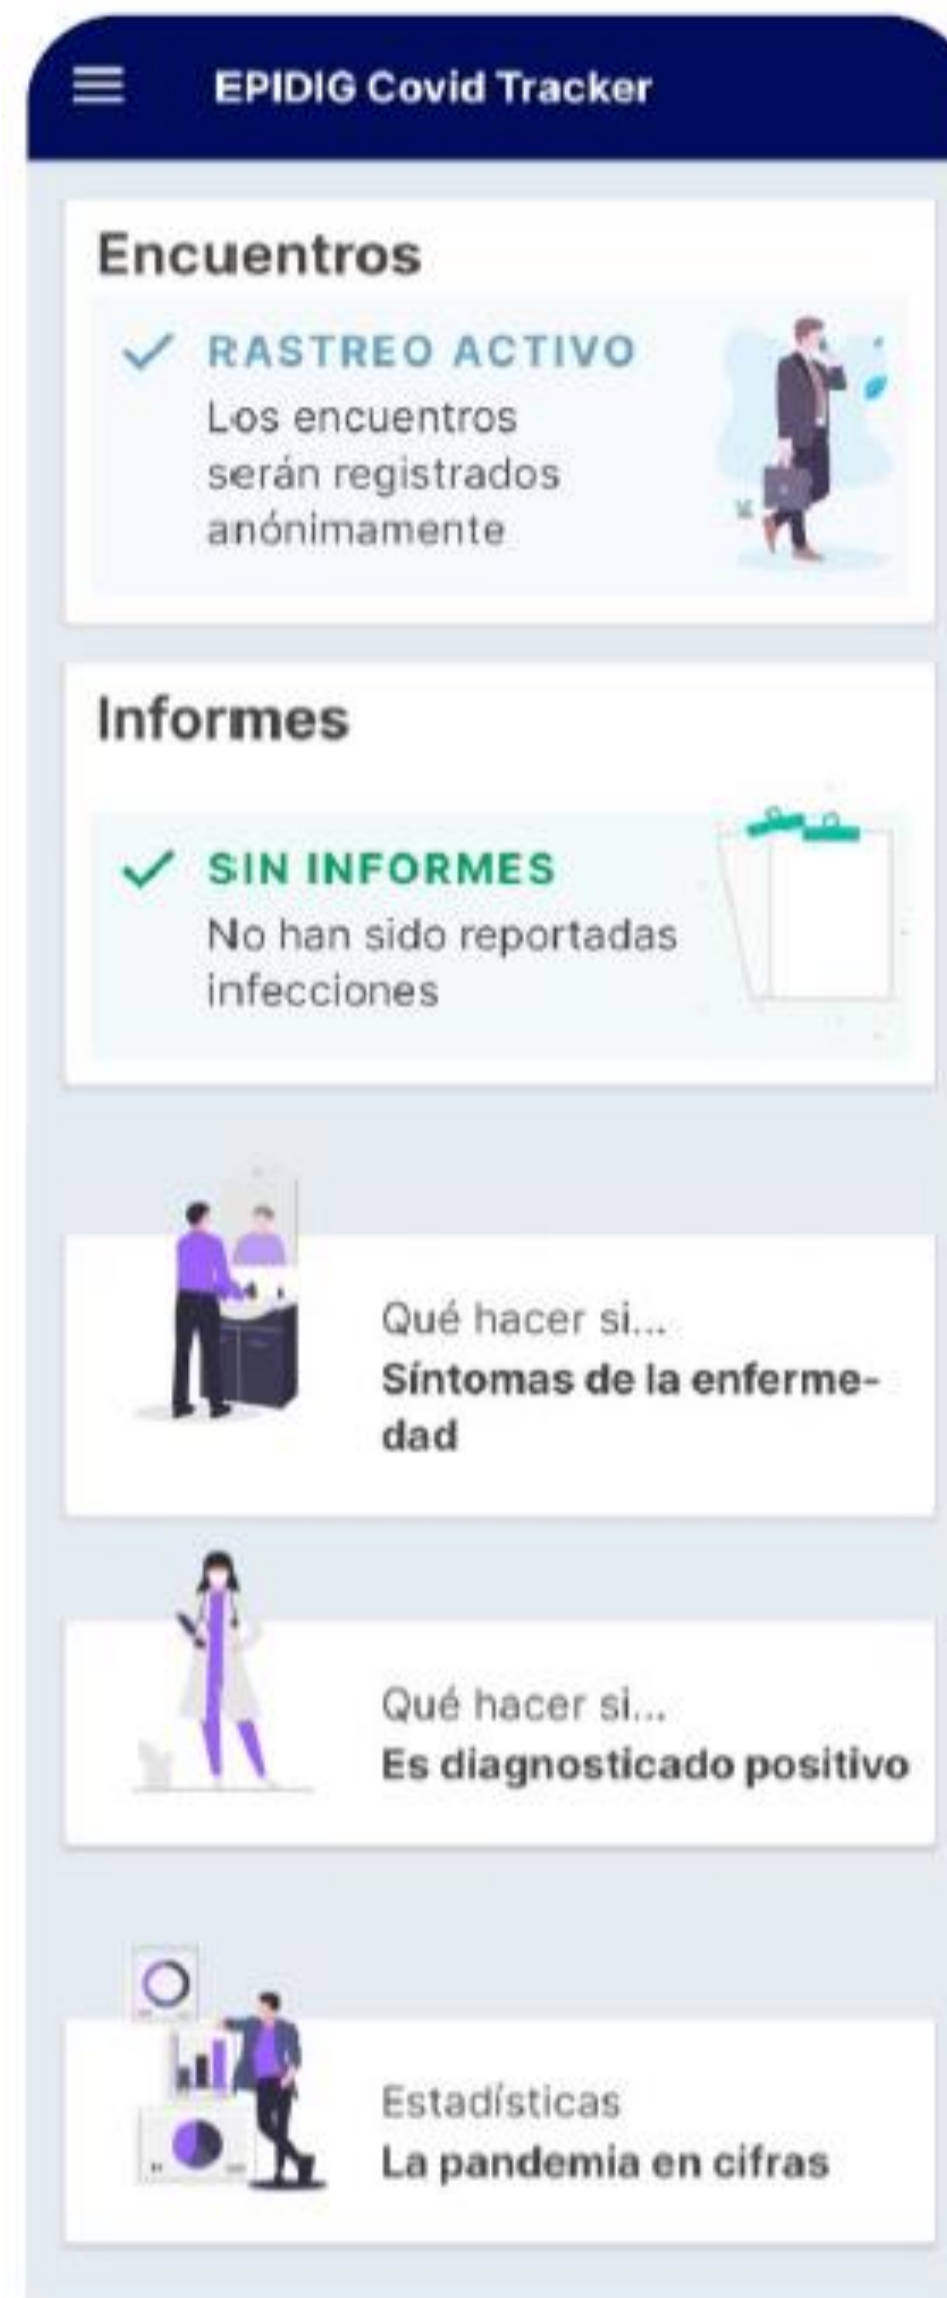 EPIDIG Covid Tracker
Encuentros
RASTREO ACTIVO
Los encuentros
serán registrados
anónimamente
Informes
SIN INFORMES
No han sido reportadas
infecciones
Qué hacer si...
Síntomas de la enferme-
dad
Qué hacer si...
Es diagnosticado positivo
Estadísticas
La pandemia en cifras